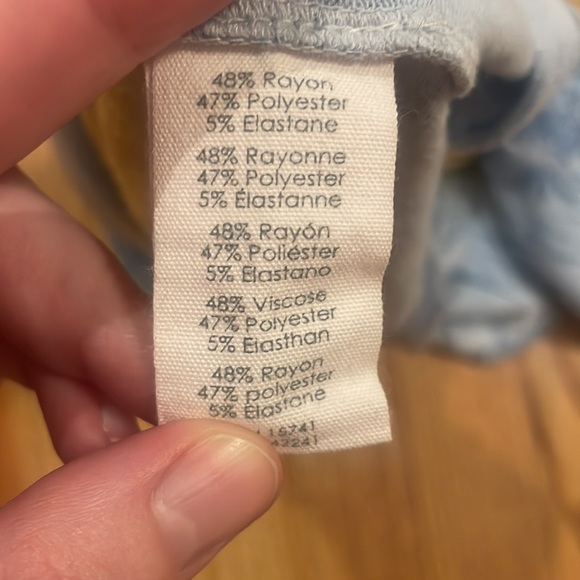 48% Rayon
47% Polyester
5% Elastane
48% Rayonne
47% Polyester
5% Élastanne
48% Rayón
47% Poliéster
5% Elastano
48% Viscose
47% Polyester
5% Elasthan
48% Rayon
47% polyester
5% Elastane
15741